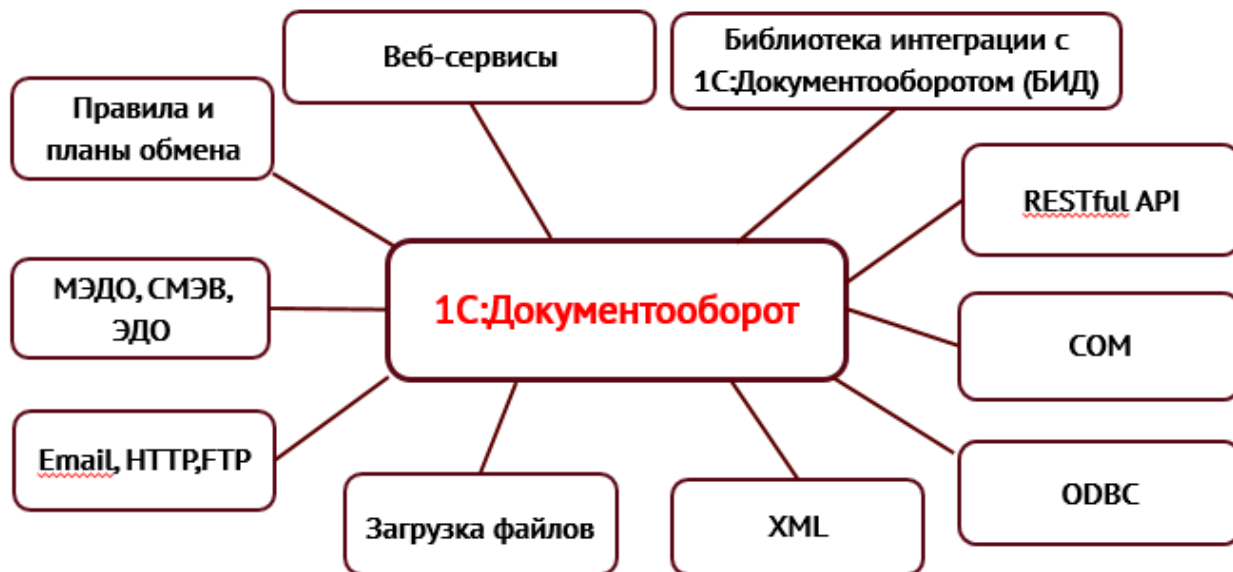 Веб-сервисы
Библиотека интеграции с
1С:Документооборотом (БИД)
Правила и
планы обмена
RESTful API
МЭДО, СМЭВ,
ЭДО
1С:Документооборот
COM
Email, HTTP,FTP
ODBC
Загрузка файлов
XML